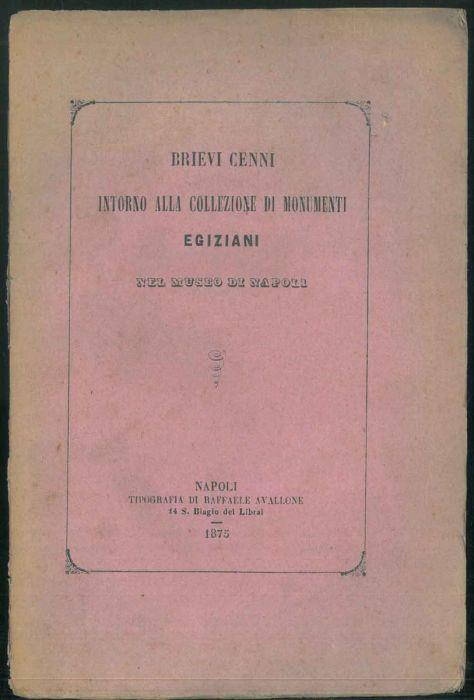 BRIEVI CENNI
INTORNO ALLA COLLEZIONE DI MONUMENTI
EGIZIANI
NEL MUSEO DI NAPOLI
NAPOLI
TIPOGRAFIA DI RAFFAELE AVALLONE
14 S. Biagio dei Librai
1875